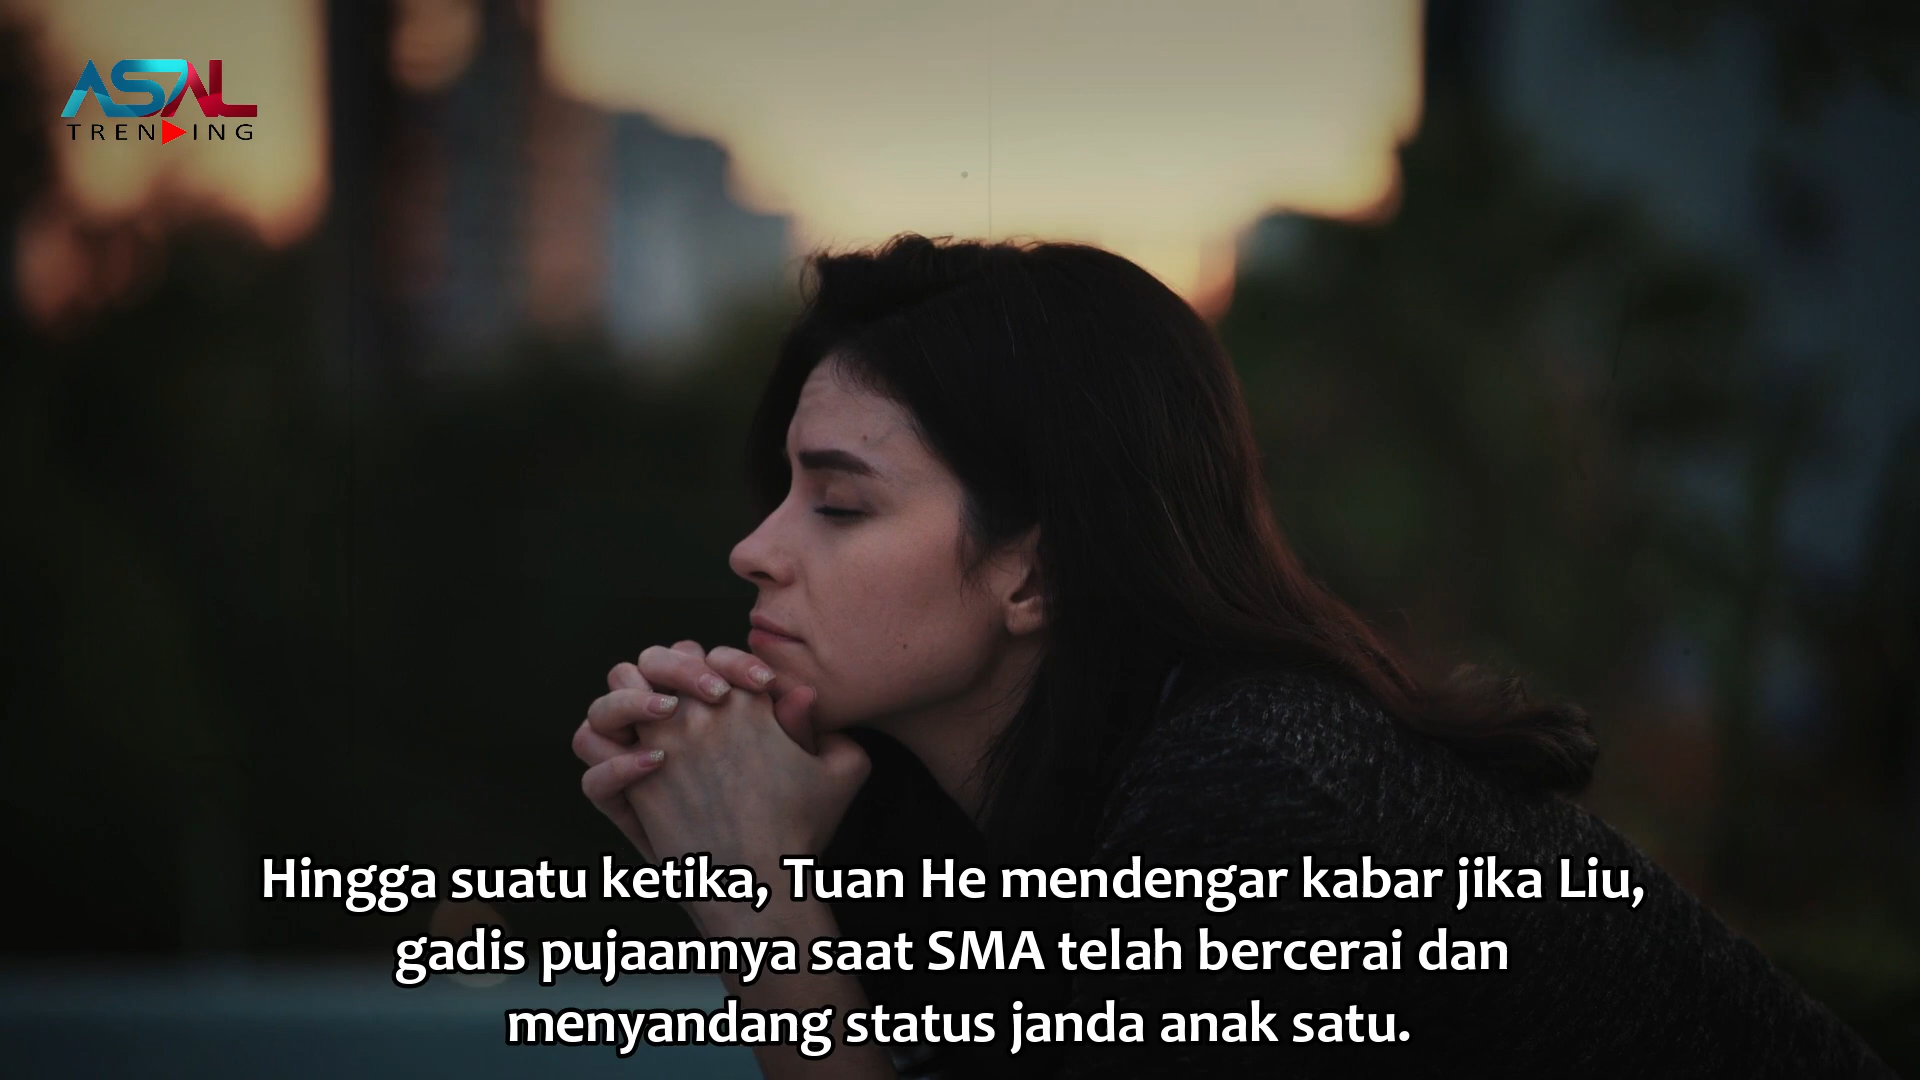 ASAL
TRENDING
Hingga suatu ketika, Tuan He mendengar kabar jika Liu,
gadis pujaannya saat SMA telah bercerai dan
menyandang status janda anak satu.